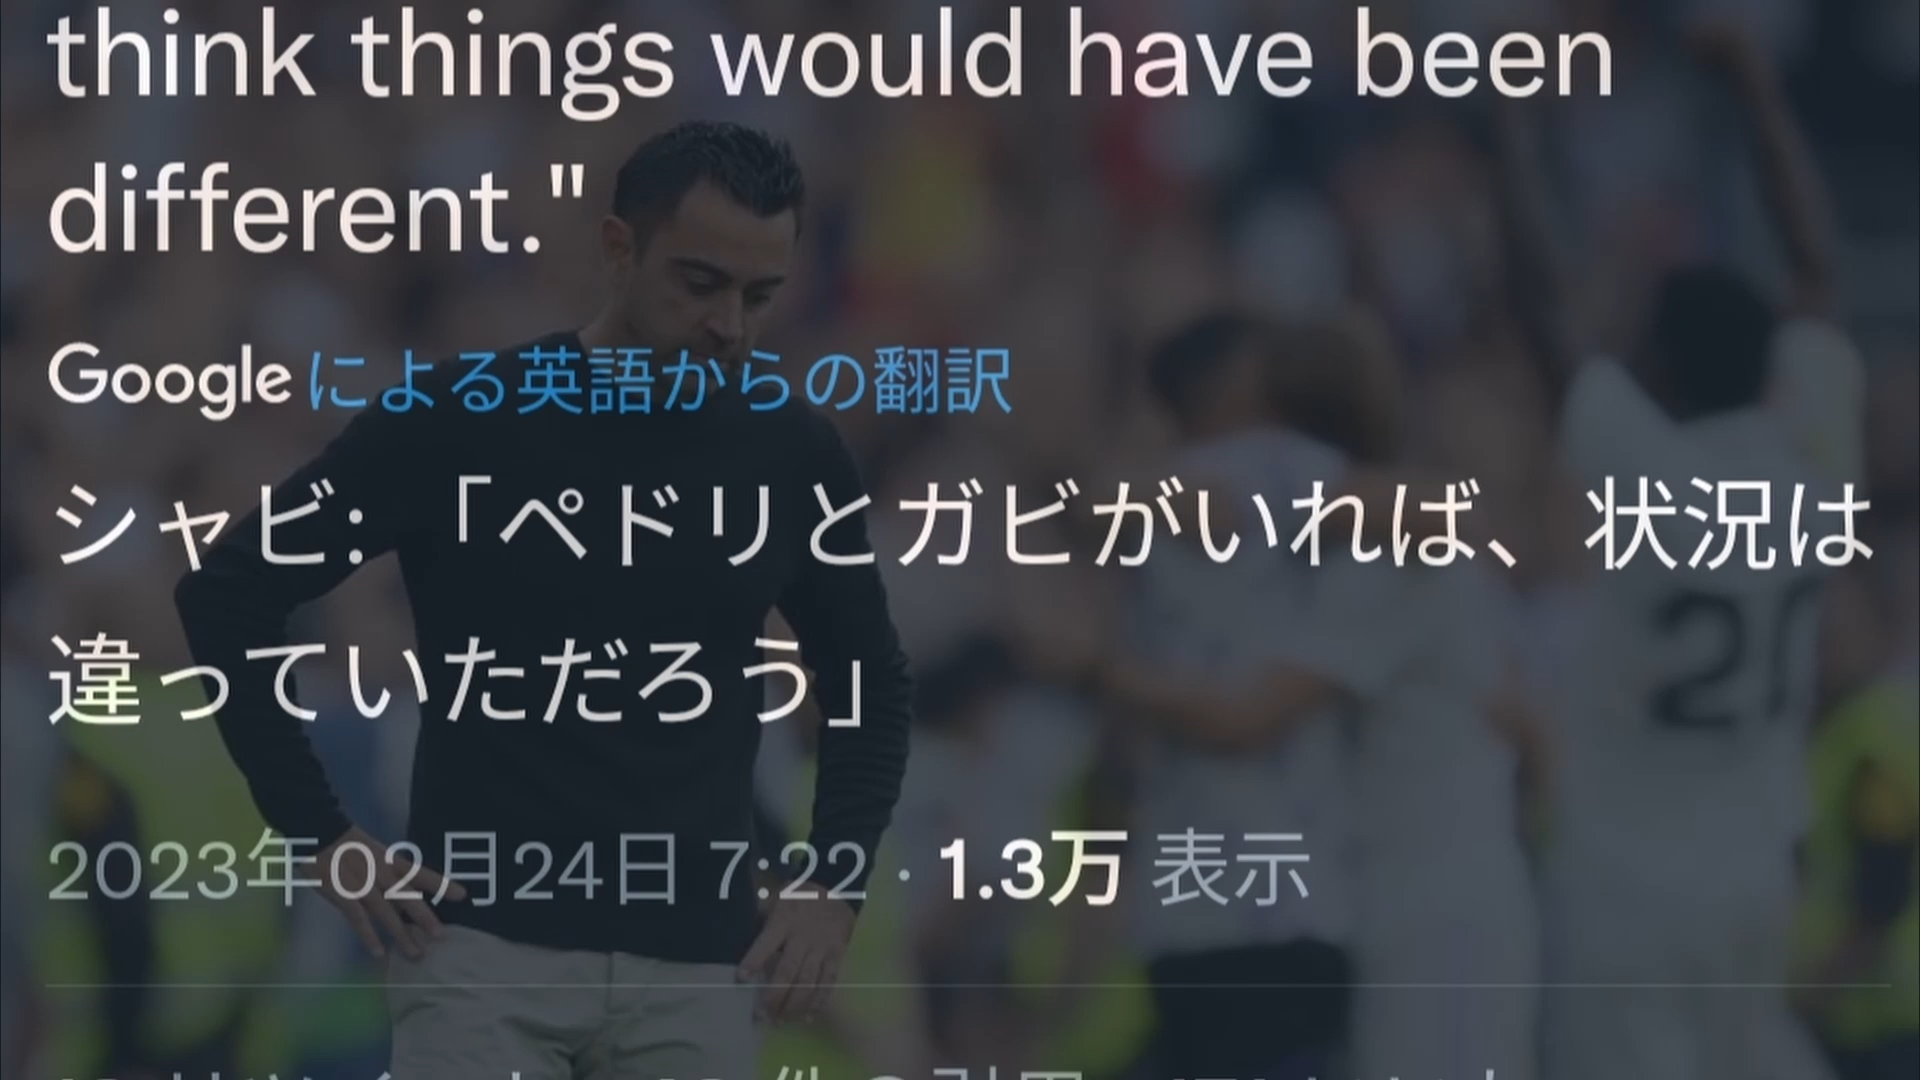 think things would have been
different."
Google による英語からの翻訳
シャビ: 「ペドリとガビがいれば、状況は
違っていただろう」
2023年02月24日 7:22 · 1.3万 表示
20